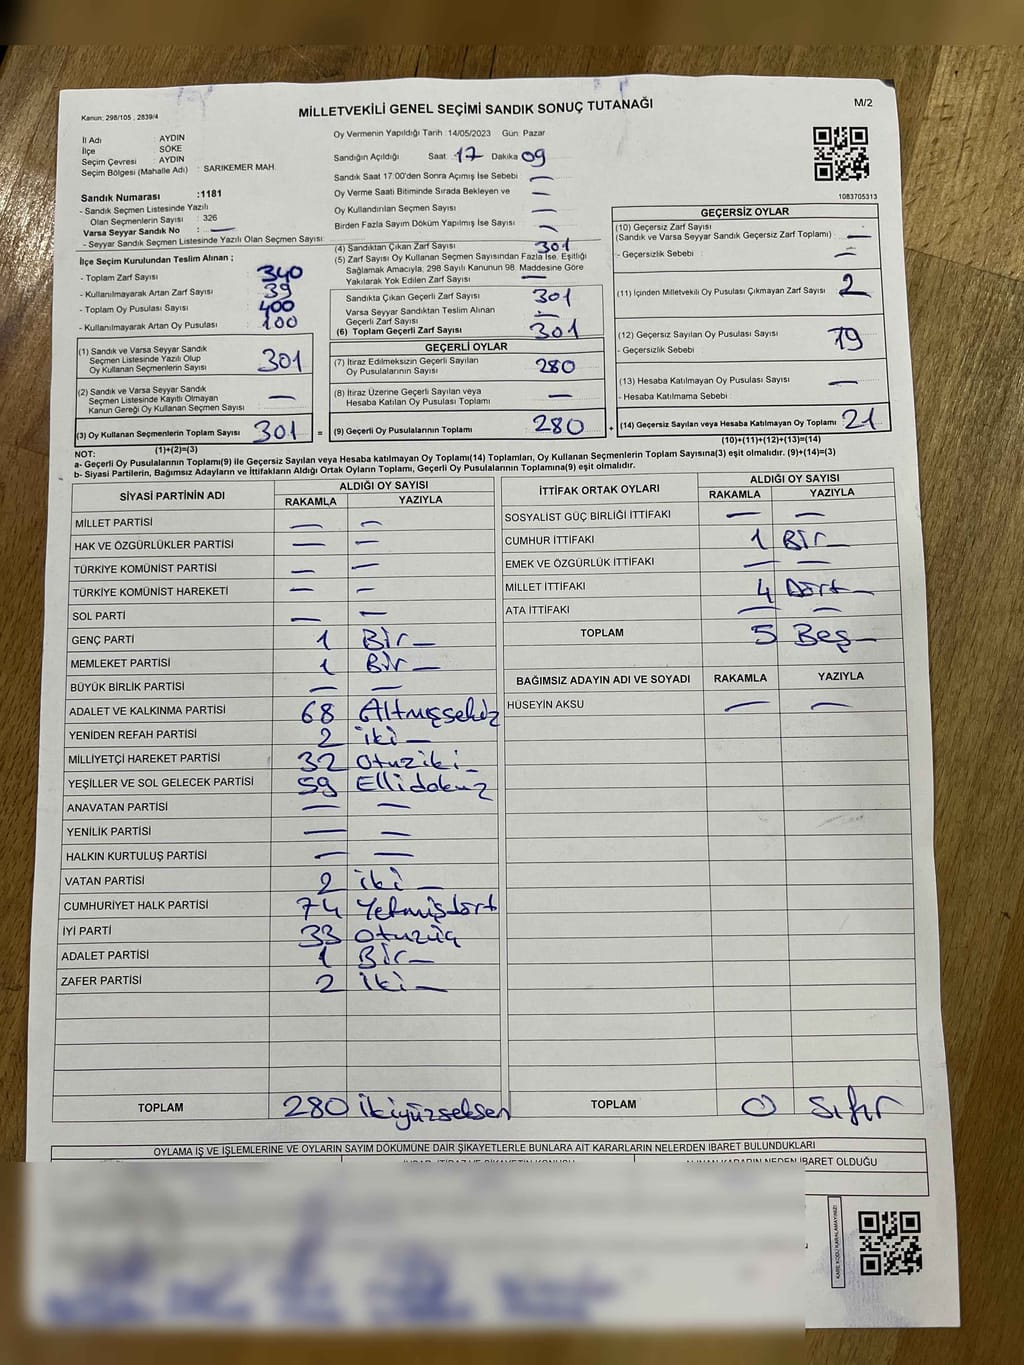 MİLLETVEKİLİ GENEL SEÇİMİ SANDIK SONUÇ TUTANAĞI
M/2
Kanun: 298/105 , 2839/4
İl Adı AYDIN
İlçe SÖKE
Seçim Çevresi : AYDIN
Seçim Bölgesi (Mahalle Adı) : SARIKEMER MAH.
Oy Vermenin Yapıldığı Tarih : 14/05/2023 Gün: Pazar
Sandığın Açıldığı Saat 17 Dakika 09
Sandık Saat 17:00'den Sonra Açımış İse Sebebi —
Oy Verme Saati Bitiminde Sırada Bekleyen ve —
Oy Kullandırılan Seçmen Sayısı —
Birden Fazla Sayım Döküm Yapılmış İse Sayısı —
1083705313
Sandık Numarası :1181
- Sandık Seçmen Listesinde Yazılı
Olan Seçmenlerin Sayısı : 326
Varsa Seyyar Sandık No : —
- Seyyar Sandık Seçmen Listesinde Yazılı Olan Seçmen Sayısı:
İlçe Seçim Kurulundan Teslim Alınan ;
- Toplam Zarf Sayısı 340
- Kullanılmayarak Artan Zarf Sayısı 39
- Toplam Oy Pusulası Sayısı 400
- Kullanılmayarak Artan Oy Pusulası 100
(1) Sandık ve Varsa Seyyar Sandık
Seçmen Listesinde Yazılı Olup
Oy Kullanan Seçmenlerin Sayısı 301
(2) Sandık ve Varsa Seyyar Sandık
Seçmen Listesinde Kayıtlı Olmayan
Kanun Gereği Oy Kullanan Seçmen Sayısı —
(3) Oy Kullanan Seçmenlerin Toplam Sayısı 301 =
(1)+(2)=(3)
(4) Sandıktan Çıkan Zarf Sayısı 301
(5) Zarf Sayısı Oy Kullanan Seçmen Sayısından Fazla İse, Eşitliği
Sağlamak Amacıyla, 298 Sayılı Kanunun 98. Maddesine Göre
Yakılarak Yok Edilen Zarf Sayısı —
Sandıkta Çıkan Geçerli Zarf Sayısı 301
Varsa Seyyar Sandıktan Teslim Alınan
Geçerli Zarf Sayısı —
(6) Toplam Geçerli Zarf Sayısı 301
GEÇERLİ OYLAR
(7) İtiraz Edilmeksizin Geçerli Sayılan
Oy Pusulalarının Sayısı 280
(8) İtiraz Üzerine Geçerli Sayılan veya
Hesaba Katılan Oy Pusulası Toplamı —
(9) Geçerli Oy Pusulalarının Toplamı 280 +
GEÇERSİZ OYLAR
(10) Geçersiz Zarf Sayısı
(Sandık ve Varsa Seyyar Sandık Geçersiz Zarf Toplamı) —
- Geçersizlik Sebebi : —
(11) İçinden Milletvekili Oy Pusulası Çıkmayan Zarf Sayısı 2
(12) Geçersiz Sayılan Oy Pusulası Sayısı 19
- Geçersizlik Sebebi :
(13) Hesaba Katılmayan Oy Pusulası Sayısı —
- Hesaba Katılmama Sebebi :
(14) Geçersiz Sayılan veya Hesaba Katılmayan Oy Toplamı 21
(10)+(11)+(12)+(13)=(14)
NOT:
a- Geçerli Oy Pusulalarının Toplamı(9) ile Geçersiz Sayılan veya Hesaba katılmayan Oy Toplamı(14) Toplamları, Oy Kullanan Seçmenlerin Toplam Sayısına(3) eşit olmalıdır. (9)+(14)=(3)
b- Siyasi Partilerin, Bağımsız Adayların ve İttifakların Aldığı Ortak Oyların Toplamı, Geçerli Oy Pusulalarının Toplamına(9) eşit olmalıdır.
SİYASİ PARTİNİN ADI ALDIĞI OY SAYISI
RAKAMLA YAZIYLA
MİLLET PARTİSİ — —
HAK VE ÖZGÜRLÜKLER PARTİSİ — —
TÜRKİYE KOMÜNİST PARTİSİ — —
TÜRKİYE KOMÜNİST HAREKETİ — —
SOL PARTİ — —
GENÇ PARTİ 1 Bir —
MEMLEKET PARTİSİ 1 Bir —
BÜYÜK BİRLİK PARTİSİ — —
ADALET VE KALKINMA PARTİSİ 68 Altmışsekiz
YENİDEN REFAH PARTİSİ 2 iki —
MİLLİYETÇİ HAREKET PARTİSİ 32 otuziki —
YEŞİLLER VE SOL GELECEK PARTİSİ 59 Ellidokuz
ANAVATAN PARTİSİ — —
YENİLİK PARTİSİ — —
HALKIN KURTULUŞ PARTİSİ — —
VATAN PARTİSİ 2 iki —
CUMHURİYET HALK PARTİSİ 74 Yetmişdört
İYİ PARTİ 33 otuzüç
ADALET PARTİSİ 1 Bir —
ZAFER PARTİSİ 2 iki —
TOPLAM 280 ikiyüzseksen
İTTİFAK ORTAK OYLARI ALDIĞI OY SAYISI
RAKAMLA YAZIYLA
SOSYALİST GÜÇ BİRLİĞİ İTTİFAKI — —
CUMHUR İTTİFAKI 1 Bir —
EMEK VE ÖZGÜRLÜK İTTİFAKI — —
MİLLET İTTİFAKI 4 Dört —
ATA İTTİFAKI — —
TOPLAM 5 Beş —
BAĞIMSIZ ADAYIN ADI VE SOYADI RAKAMLA YAZIYLA
HÜSEYİN AKSU — —
TOPLAM 0 sıfır
OYLAMA İŞ VE İŞLEMLERİNE VE OYLARIN SAYIM DÖKÜMÜNE DAİR ŞİKAYETLERLE BUNLARA AİT KARARLARIN NELERDEN İBARET BULUNDUKLARI
ALINAN KARARIN NEDEN İBARET OLDUĞU
KARE KODU KARALAMAYINIZ!